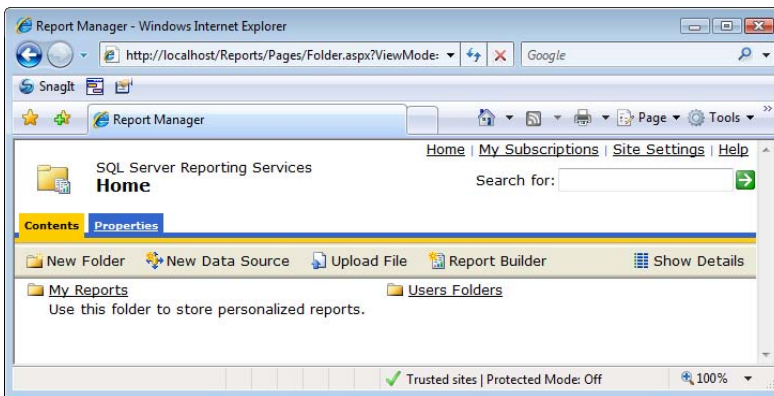 Report Manager - Windows Internet Explorer
http://localhost/Reports/Pages/Folder.aspx?ViewMode: Google
SnagIt
Report Manager Page Tools »
Home | My Subscriptions | Site Settings | Help
SQL Server Reporting Services
Home
Search for:
Contents Properties
New Folder New Data Source Upload File Report Builder Show Details
My Reports Users Folders
Use this folder to store personalized reports.
Trusted sites | Protected Mode: Off 100%